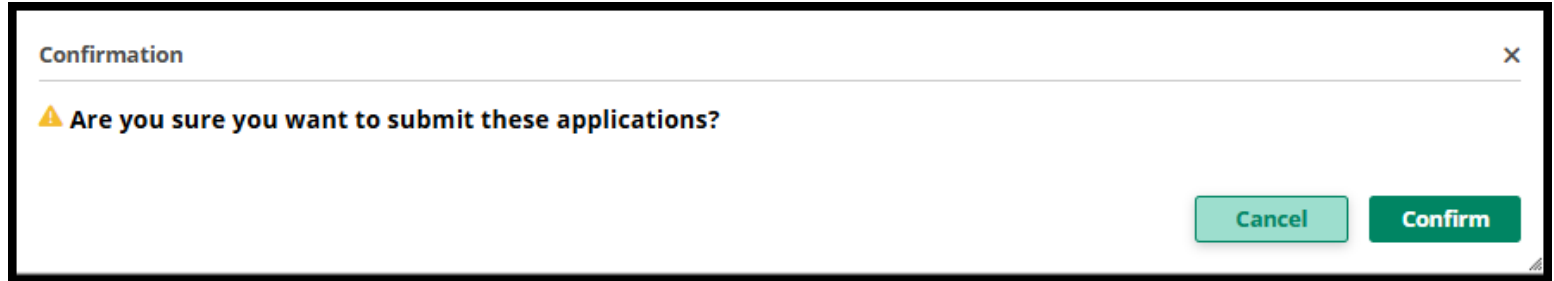 Confirmation
Are you sure you want to submit these applications?
Cancel Confirm